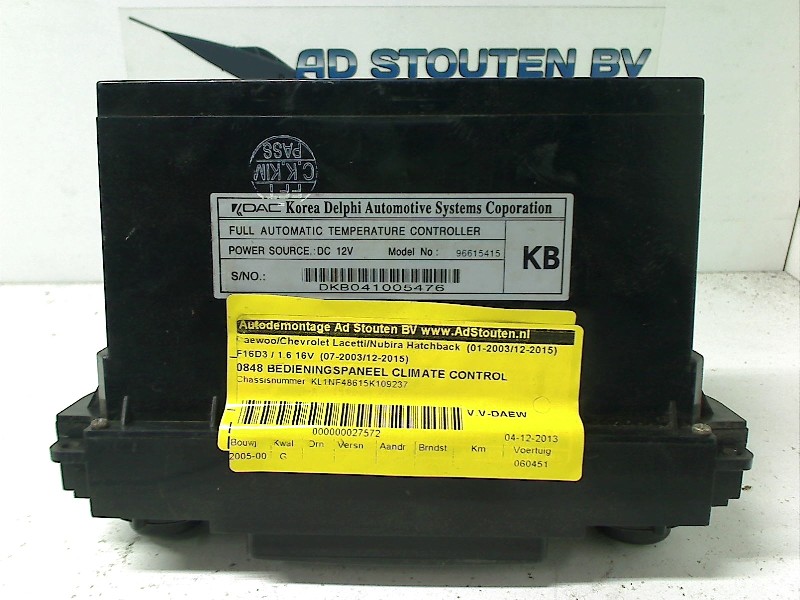 AD STOUTEN BV
PASS
C.K.KIM
KDAC Korea Delphi Automotive Systems Coporation
FULL AUTOMATIC TEMPERATURE CONTROLLER
POWER SOURCE: DC 12V Model No : 96615415
KB
S/NO.:
DKB041005476
Autodemontage Ad Stouten BV www.AdStouten.nl
Daewoo/Chevrolet Lacetti/Nubira Hatchback (01-2003/12-2015)
F16D3 / 1.6 16V (07-2003/12-2015)
0848 BEDIENINGSPANEEL CLIMATE CONTROL
Chassisnummer KL1NF48615K109237
V.V-DAEW
000000027572 04-12-2013
Bouwj Kwal Drn Versn Aandr Brndst Km Voertuig
2005-00 G 060451